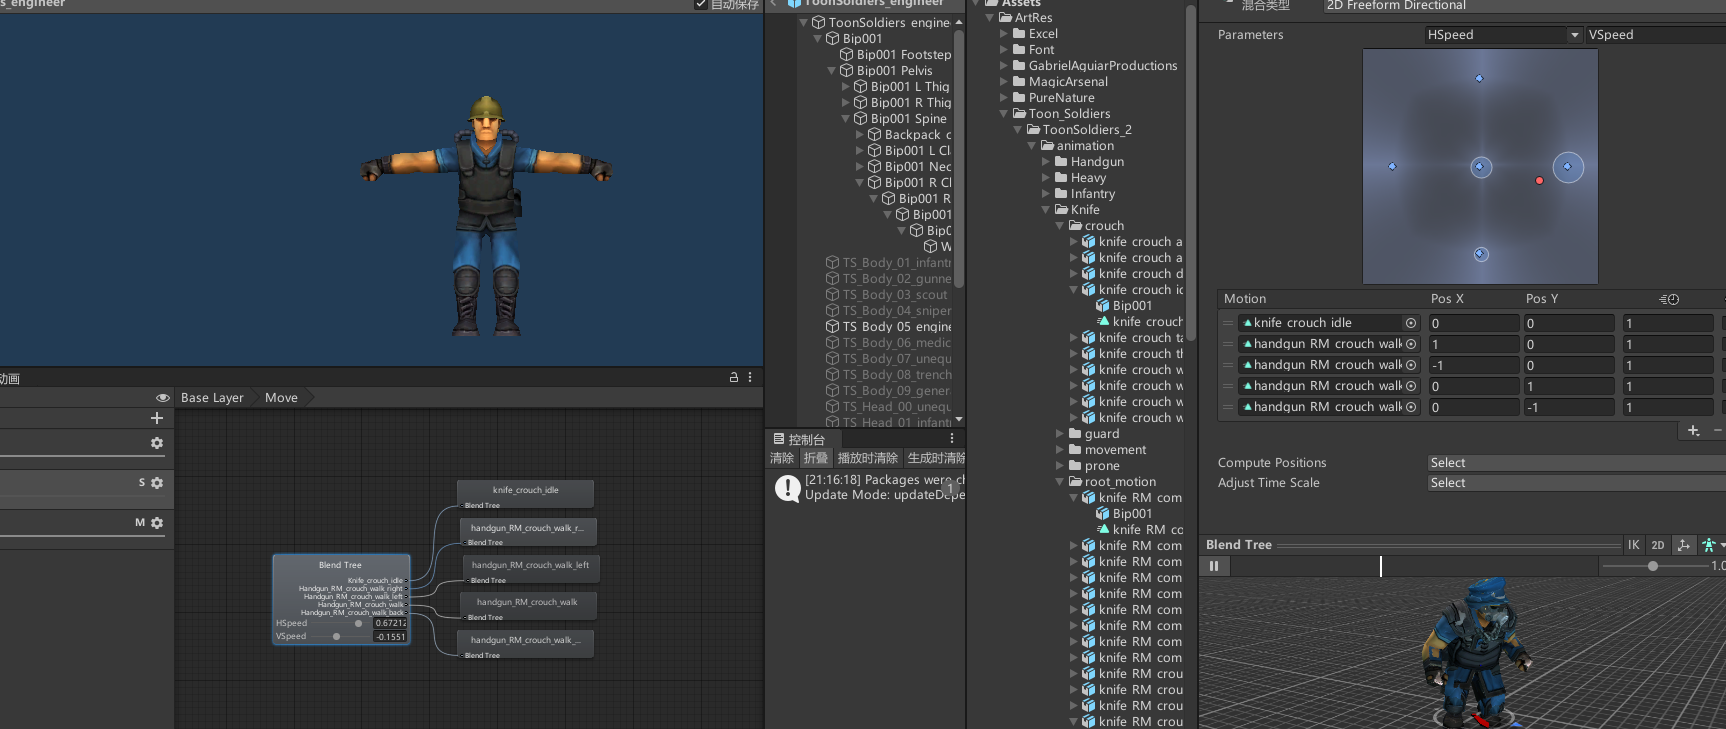 s_engineer
自动保存
动画
Base Layer
Move
S
M
knife_crouch_idle
Blend Tree
handgun_RM_crouch_walk_r...
Blend Tree
handgun_RM_crouch_walk_left
Blend Tree
handgun_RM_crouch_walk
Blend Tree
handgun_RM_crouch_walk_...
Blend Tree
Blend Tree
Knife_crouch_idle
Handgun_RM_crouch_walk_right
Handgun_RM_crouch_walk_left
Handgun_RM_crouch_walk
Handgun_RM_crouch_walk_back
HSpeed 0.67212
VSpeed -0.1551
ToonSoldiers_engineer
ToonSoldiers engine
Bip001
Bip001 Footstep
Bip001 Pelvis
Bip001 L Thig
Bip001 R Thig
Bip001 Spine
Backpack c
Bip001 L Cl
Bip001 Nec
Bip001 R Cl
Bip001 R
Bip001
Bip0
W
TS_Body_01_infant
TS_Body_02_gunne
TS_Body_03_scout
TS_Body_04_sniper
TS_Body_05_engine
TS_Body_06_medic
TS_Body_07_unequ
TS_Body_08_trench
TS_Body_09_gener
TS_Head_00_unequ
TS_Head_01_infant
控制台
清除 折叠 播放时清除 生成时清除
[21:16:18] Packages were ch
Update Mode: updateDepe
1
Assets
ArtRes
Excel
Font
GabrielAguiarProductions
MagicArsenal
PureNature
Toon_Soldiers
ToonSoldiers_2
animation
Handgun
Heavy
Infantry
Knife
crouch
knife crouch a
knife crouch a
knife crouch d
knife crouch id
Bip001
knife crouch
knife crouch ta
knife crouch th
knife crouch w
knife crouch w
knife crouch w
knife crouch w
guard
movement
prone
root_motion
knife RM com
Bip001
knife RM co
knife RM com
knife RM com
knife RM com
knife RM com
knife RM com
knife RM com
knife RM com
knife RM com
knife RM crou
knife RM crou
knife RM crou
knife RM crou
混合类型 2D Freeform Directional
Parameters HSpeed VSpeed
Motion Pos X Pos Y
knife crouch idle 0 0 1
handgun RM crouch walk 1 0 1
handgun RM crouch walk -1 0 1
handgun RM crouch walk 0 1 1
handgun RM crouch walk 0 -1 1
Compute Positions Select
Adjust Time Scale Select
Blend Tree IK 2D
1.0